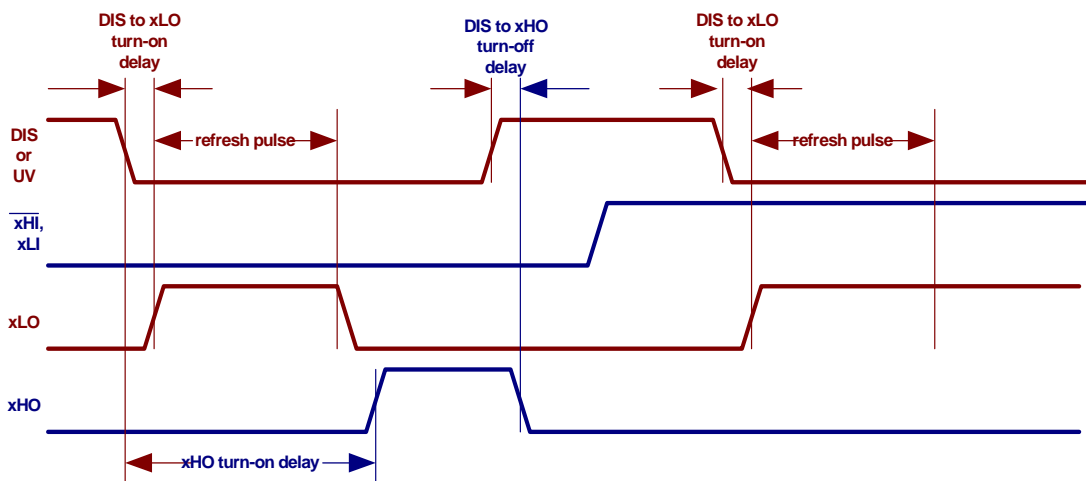 DIS to xLO
turn-on
delay
DIS to xHO
turn-off
delay
DIS to xLO
turn-on
delay
DIS
or
UV
refresh pulse
refresh pulse
xHI,
xLI
xLO
xHO
xHO turn-on delay